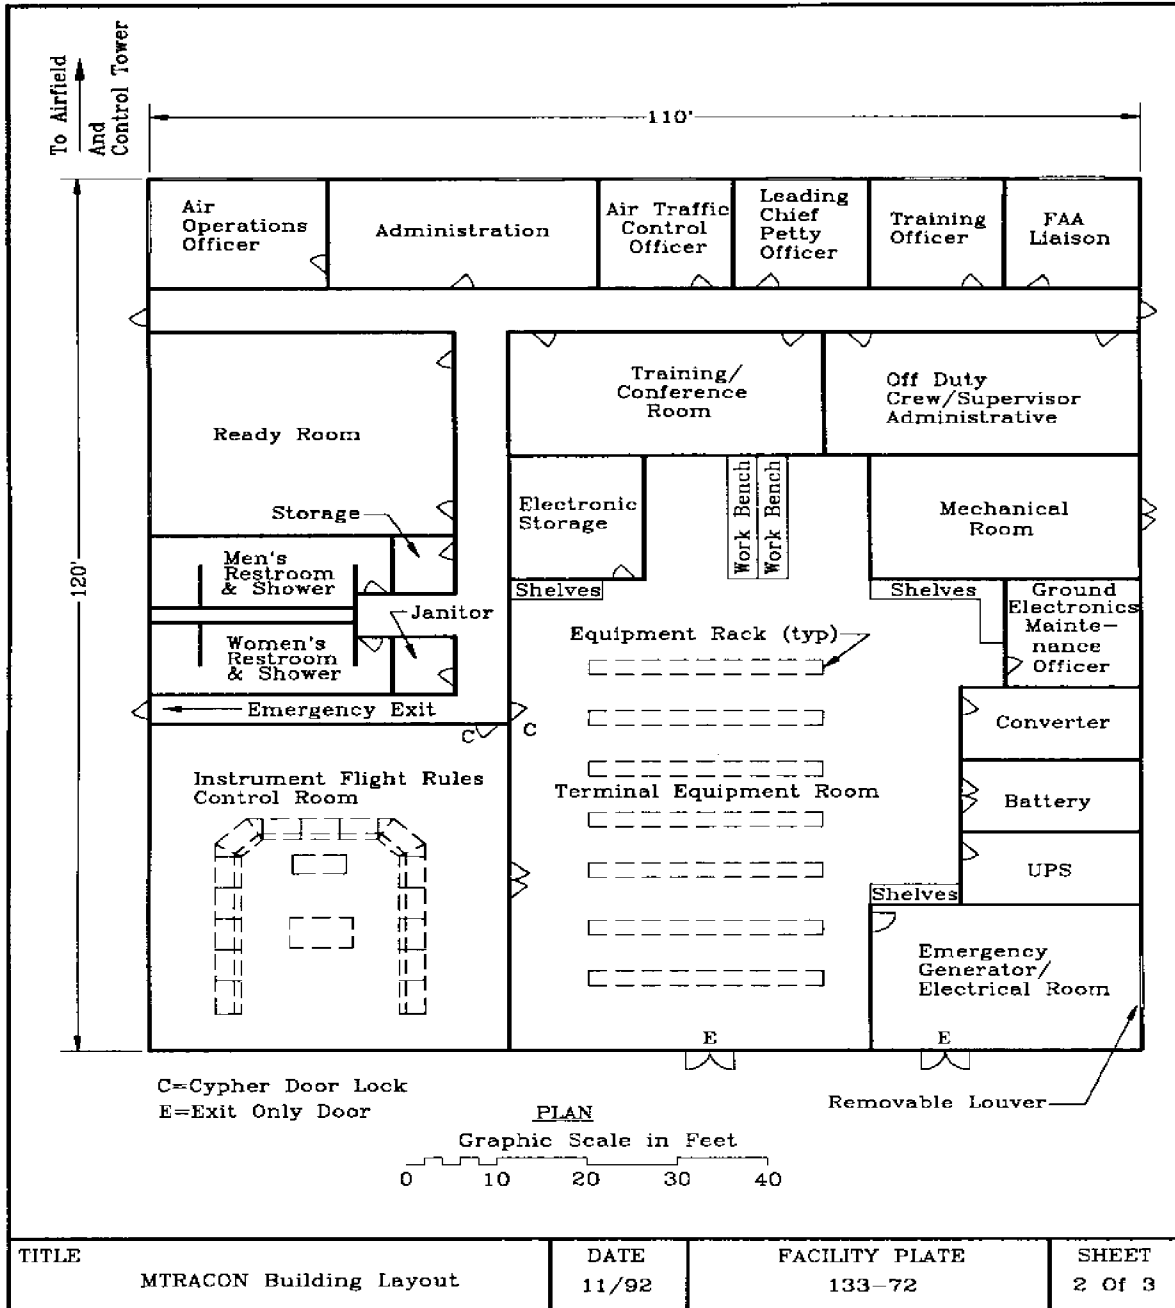 To Airfield
And
Control Tower
110'
120'
Air
Operations
Officer
Administration
Air Traffic
Control
Officer
Leading
Chief
Petty
Officer
Training
Officer
FAA
Liaison
Ready Room
Training/
Conference
Room
Off Duty
Crew/Supervisor
Administrative
Storage
Electronic
Storage
Work Bench
Work Bench
Mechanical
Room
Men's
Restroom
& Shower
Janitor
Women's
Restroom
& Shower
Shelves
Shelves
Ground
Electronics
Mainte-
nance
Officer
Equipment Rack (typ)
Emergency Exit
C
C
Converter
Instrument Flight Rules
Control Room
Terminal Equipment Room
Battery
UPS
Shelves
Emergency
Generator/
Electrical Room
E
E
C=Cypher Door Lock
E=Exit Only Door
Removable Louver
PLAN
Graphic Scale in Feet
0 10 20 30 40
TITLE
MTRACON Building Layout
DATE
11/92
FACILITY PLATE
133-72
SHEET
2 Of 3